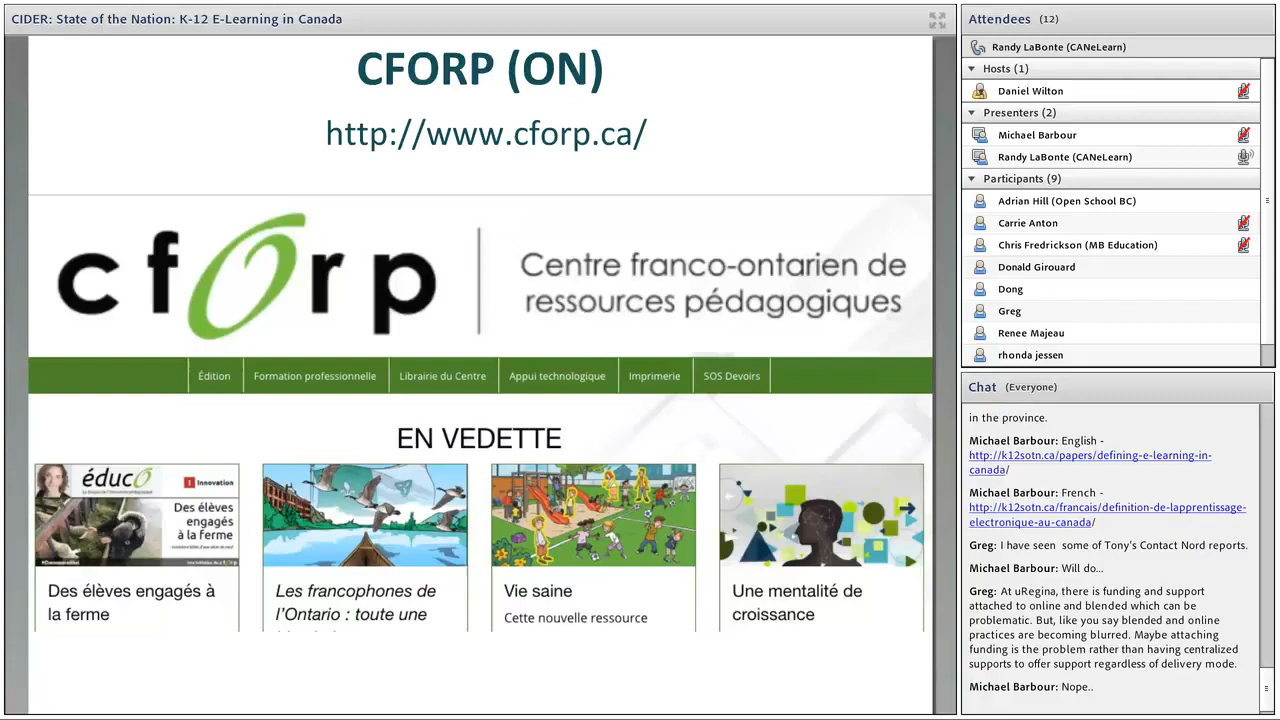 CIDER: State of the Nation: K-12 E-Learning in Canada
CFORP (ON)
http://www.cforp.ca/
cforp
Centre franco-ontarien de
ressources pédagogiques
Édition
Formation professionnelle
Librairie du Centre
Appui technologique
Imprimerie
SOS Devoirs
EN VEDETTE
éducO
Innovation
Des élèves
engagés
à la ferme
Des élèves engagés à
la ferme
Les francophones de
l'Ontario : toute une
Vie saine
Cette nouvelle ressource
Une mentalité de
croissance
Attendees (12)
Randy LaBonte (CANeLearn)
Hosts (1)
Daniel Wilton
Presenters (2)
Michael Barbour
Randy LaBonte (CANeLearn)
Participants (9)
Adrian Hill (Open School BC)
Carrie Anton
Chris Fredrickson (MB Education)
Donald Girouard
Dong
Greg
Renee Majeau
rhonda jessen
Chat (Everyone)
in the province.
Michael Barbour: English -
http://k12sotn.ca/papers/defining-e-learning-in-
canada/
Michael Barbour: French -
http://k12sotn.ca/francais/definition-de-lapprentissage-
electronique-au-canada/
Greg: I have seen some of Tony's Contact Nord reports.
Michael Barbour: Will do...
Greg: At uRegina, there is funding and support
attached to online and blended which can be
problematic. But, like you say blended and online
practices are becoming blurred. Maybe attaching
funding is the problem rather than having centralized
supports to offer support regardless of delivery mode.
Michael Barbour: Nope..